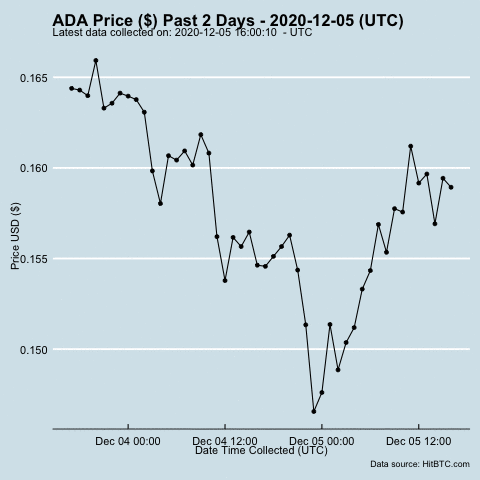 ADA Price ($) Past 2 Days - 2020-12-05 (UTC)
Latest data collected on: 2020-12-05 16:00:10 - UTC
0.165
0.160
0.155
0.150
Price USD ($)
Dec 04 00:00 Dec 04 12:00 Dec 05 00:00 Dec 05 12:00
Date Time Collected (UTC)
Data source: HitBTC.com